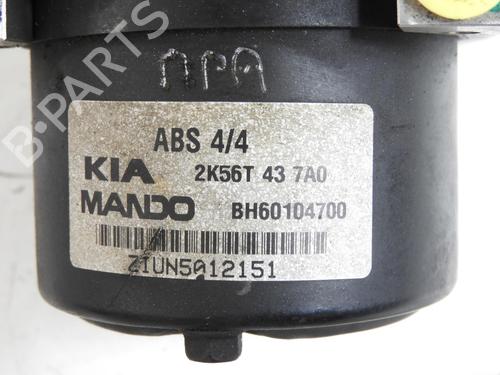 B-PARTS
ABS 4/4
KIA 2K56T 43 7A0
MANDO BH60104700
ZIUN5012151